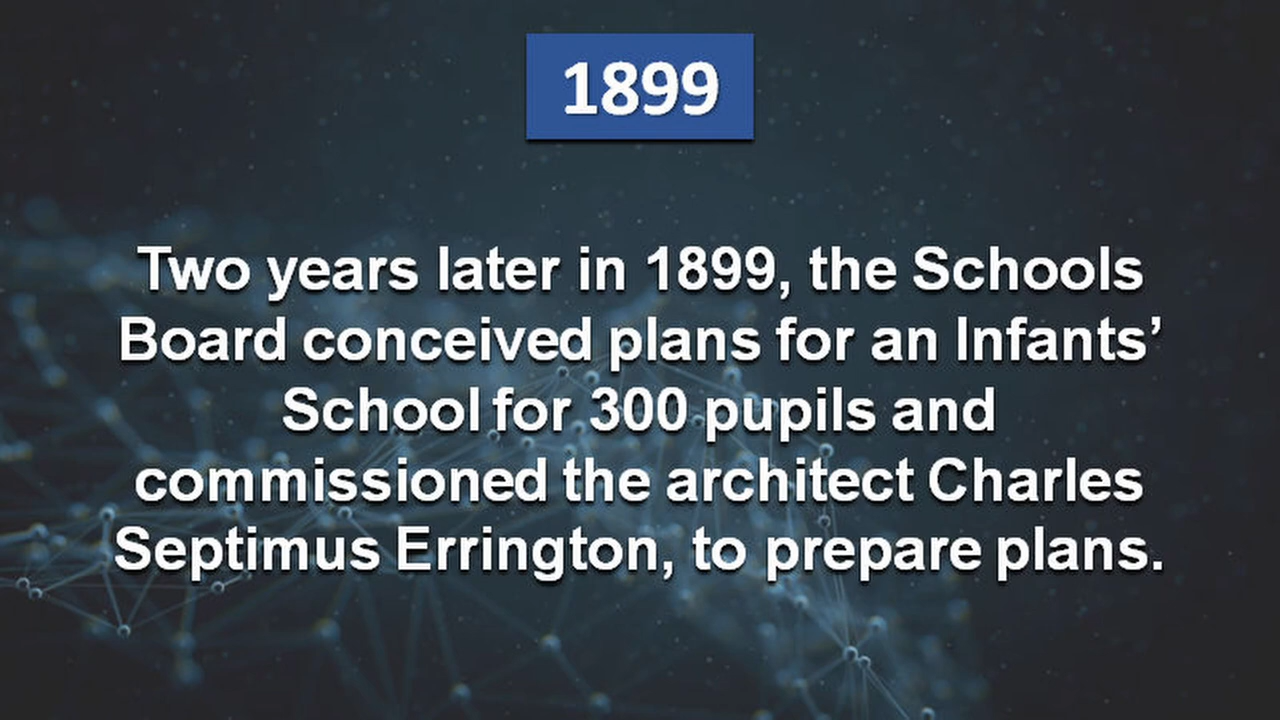 1899
Two years later in 1899, the Schools
Board conceived plans for an Infants’
School for 300 pupils and
commissioned the architect Charles
Septimus Errington, to prepare plans.